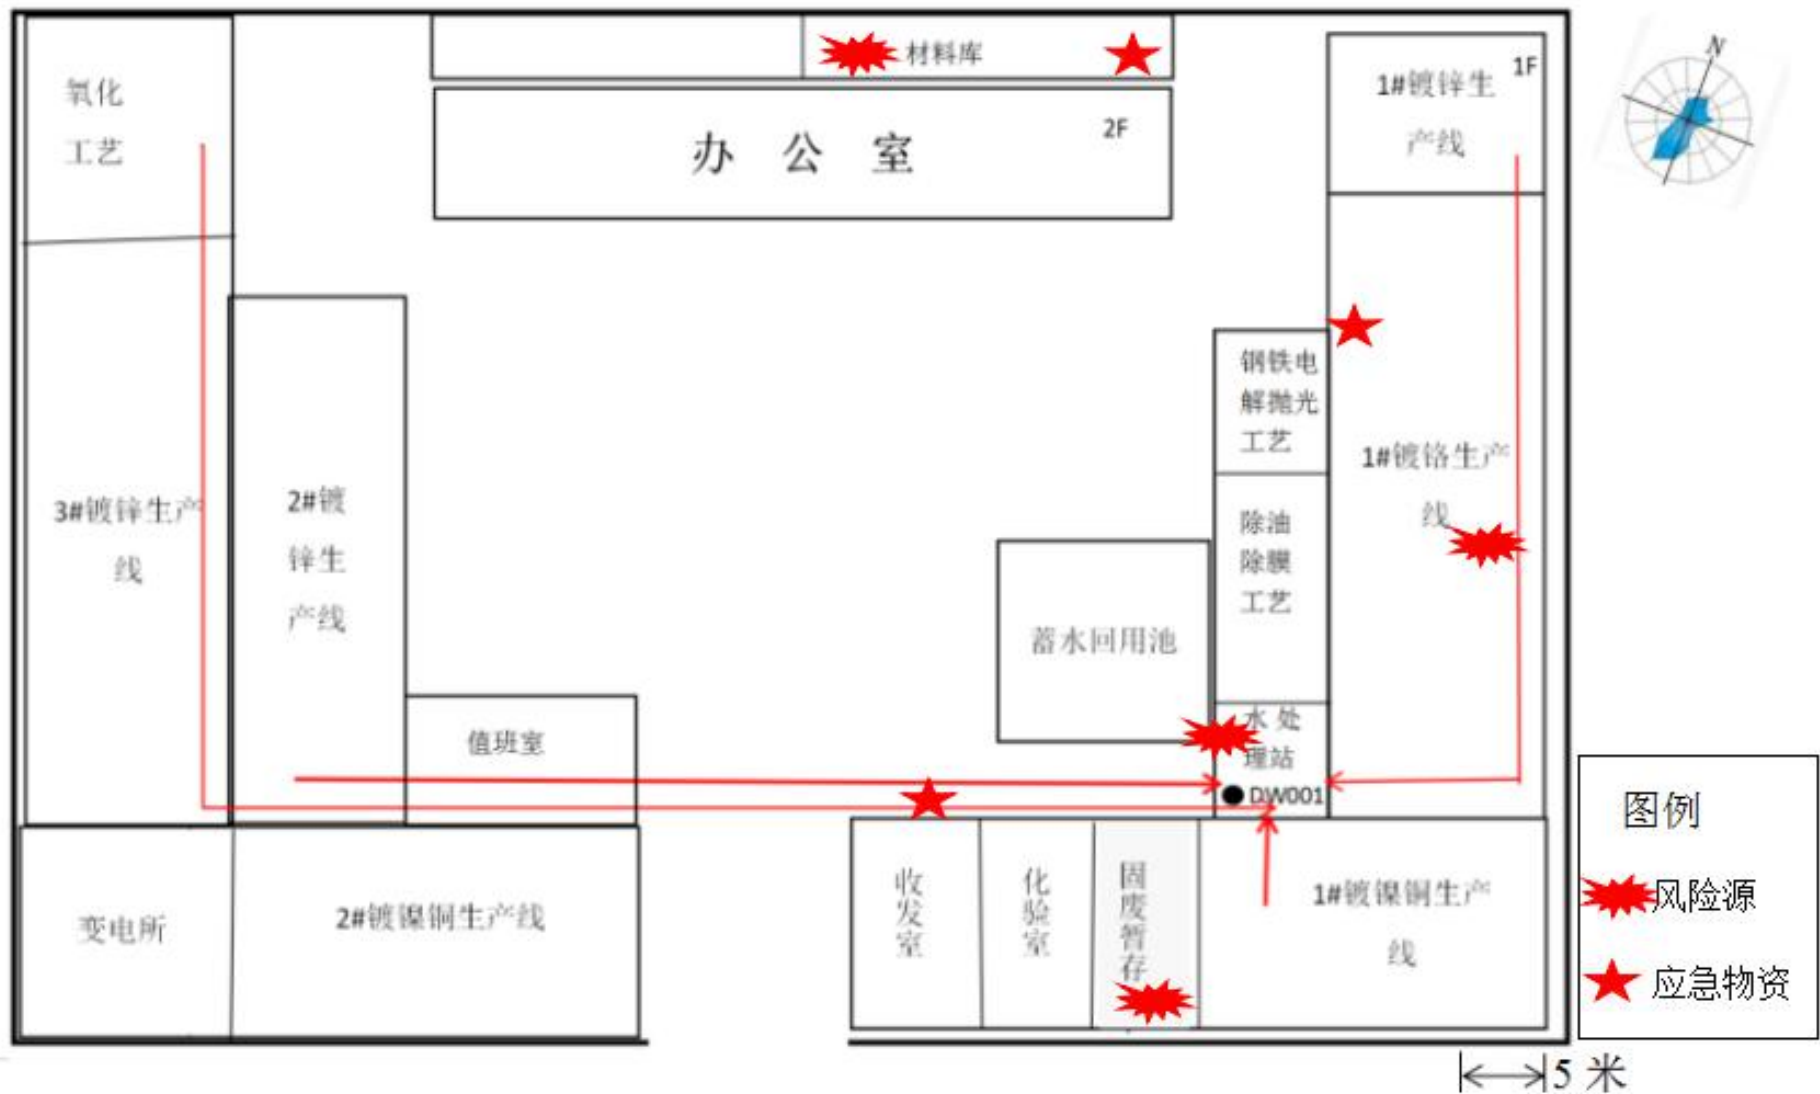 氧化
工艺
材料库
办公室
2F
1#镀锌生
产线
1F
N
3#镀锌生产
线
2#镀
锌生
产线
值班室
蓄水回用池
钢铁电
解抛光
工艺
除油
除膜
工艺
水处
理站
DW001
1#镀铬生产
线
变电所
2#镀镍铜生产线
收发室
化验室
固废暂存
1#镀镍铜生产
线
图例
风险源
应急物资
5 米